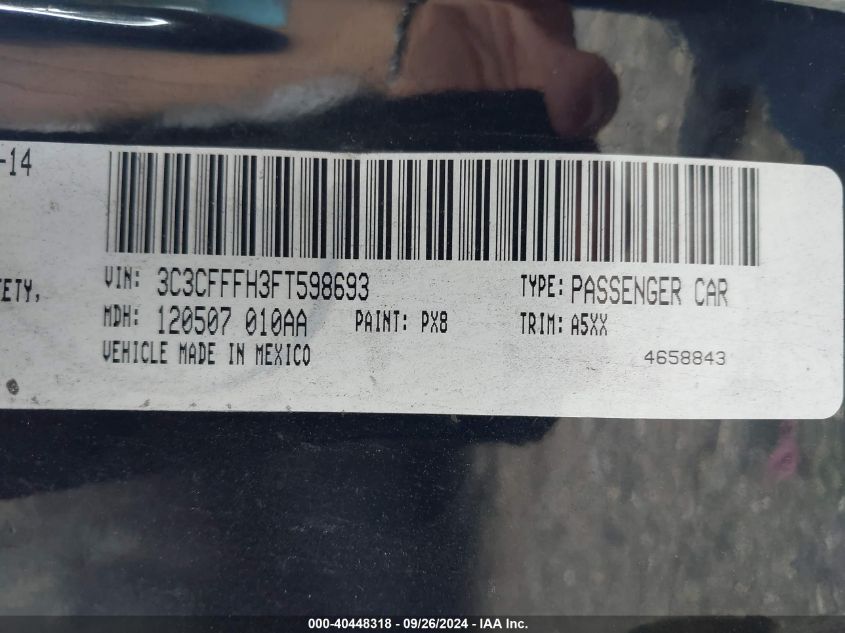 -14
VIN: 3C3CFFFH3FT598693 TYPE: PASSENGER CAR
ETY,
MDH: 120507 010AA PAINT: PX8 TRIM: A5XX
VEHICLE MADE IN MEXICO 4658843
000-40448318 - 09/26/2024 - IAA Inc.